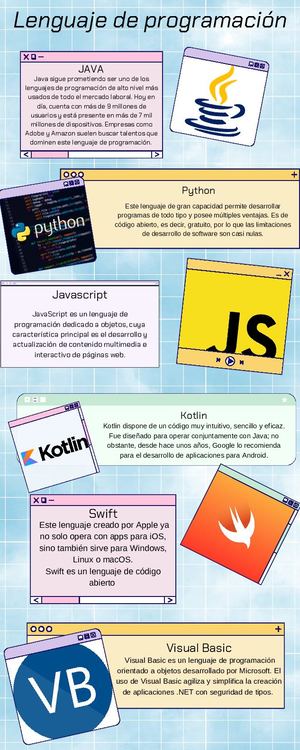 Lenguaje de programación
JAVA
Java sigue prometiendo ser uno de los
lenguajes de programación de alto nivel más
usados de todo el mercado laboral. Hoy en
día, cuenta con más de 9 millones de
usuarios y está presente en más de 7 mil
millones de dispositivos. Empresas como
Adobe y Amazon suelen buscar talentos que
dominen este lenguaje de programación.
Python
Este lenguaje de gran capacidad permite desarrollar
programas de todo tipo y posee múltiples ventajas. Es de
código abierto, es decir, gratuito, por lo que las limitaciones
de desarrollo de software son casi nulas.
python
Javascript
JavaScript es un lenguaje de
programación dedicado a objetos, cuya
característica principal es el desarrollo y
actualización de contenido multimedia e
interactivo de páginas web.
JS
Kotlin
Kotlin dispone de un código muy intuitivo, sencillo y eficaz.
Fue diseñado para operar conjuntamente con Java; no
obstante, desde hace unos años, Google lo recomienda
para el desarrollo de aplicaciones para Android.
Kotlin
Swift
Este lenguaje creado por Apple ya
no solo opera con apps para iOS,
sino también sirve para Windows,
Linux o macOS.
Swift es un lenguaje de código
abierto
Visual Basic
Visual Basic es un lenguaje de programación
orientado a objetos desarrollado por Microsoft. El
uso de Visual Basic agiliza y simplifica la creación
de aplicaciones .NET con seguridad de tipos.
VB